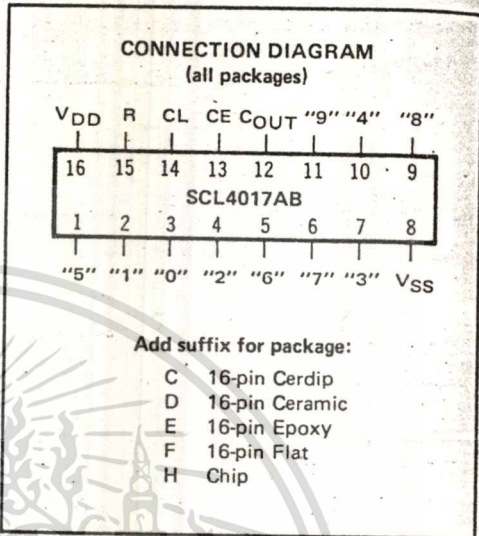 CONNECTION DIAGRAM
(all packages)
VDD R CL CE COUT "9" "4" "8"
16 15 14 13 12 11 10 9
SCL4017AB
1 2 3 4 5 6 7 8
"5" "1" "0" "2" "6" "7" "3" VSS
Add suffix for package:
C 16-pin Cerdip
D 16-pin Ceramic
E 16-pin Epoxy
F 16-pin Flat
H Chip